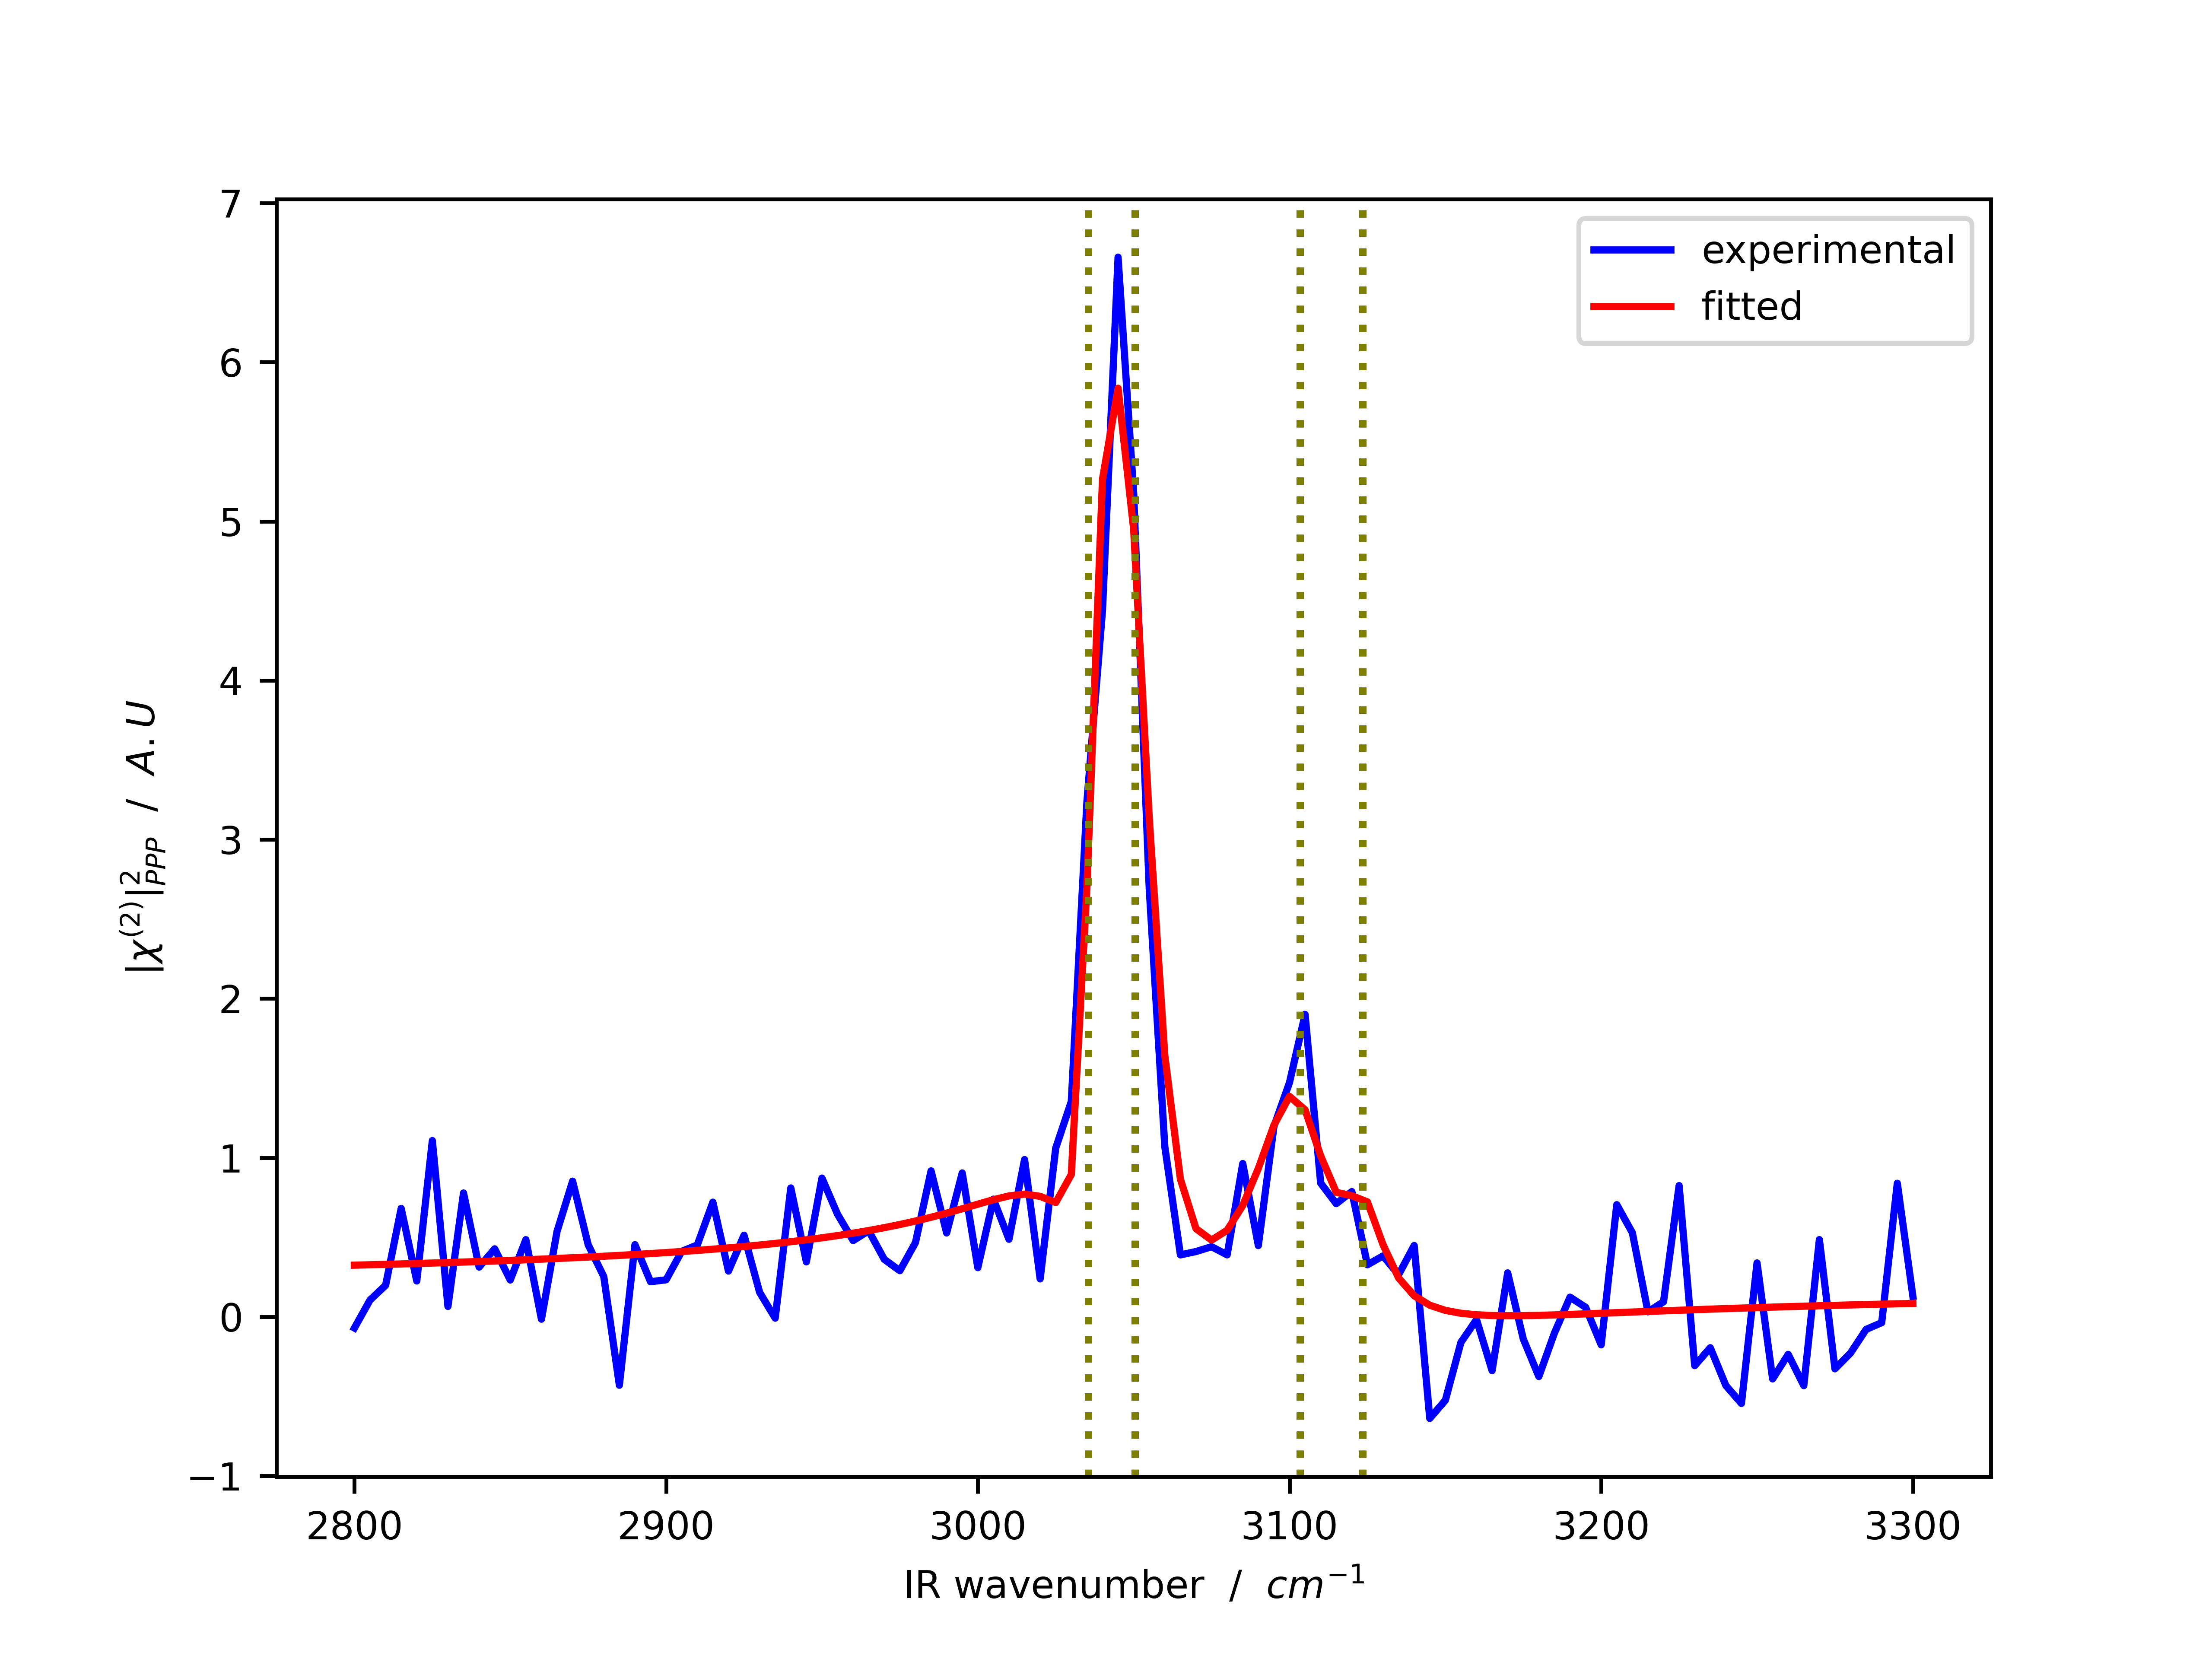 7
6
5
4
3
2
1
0
−1
|χ⁽²⁾|²PPP / A.U
experimental
fitted
2800 2900 3000 3100 3200 3300
IR wavenumber / cm⁻¹